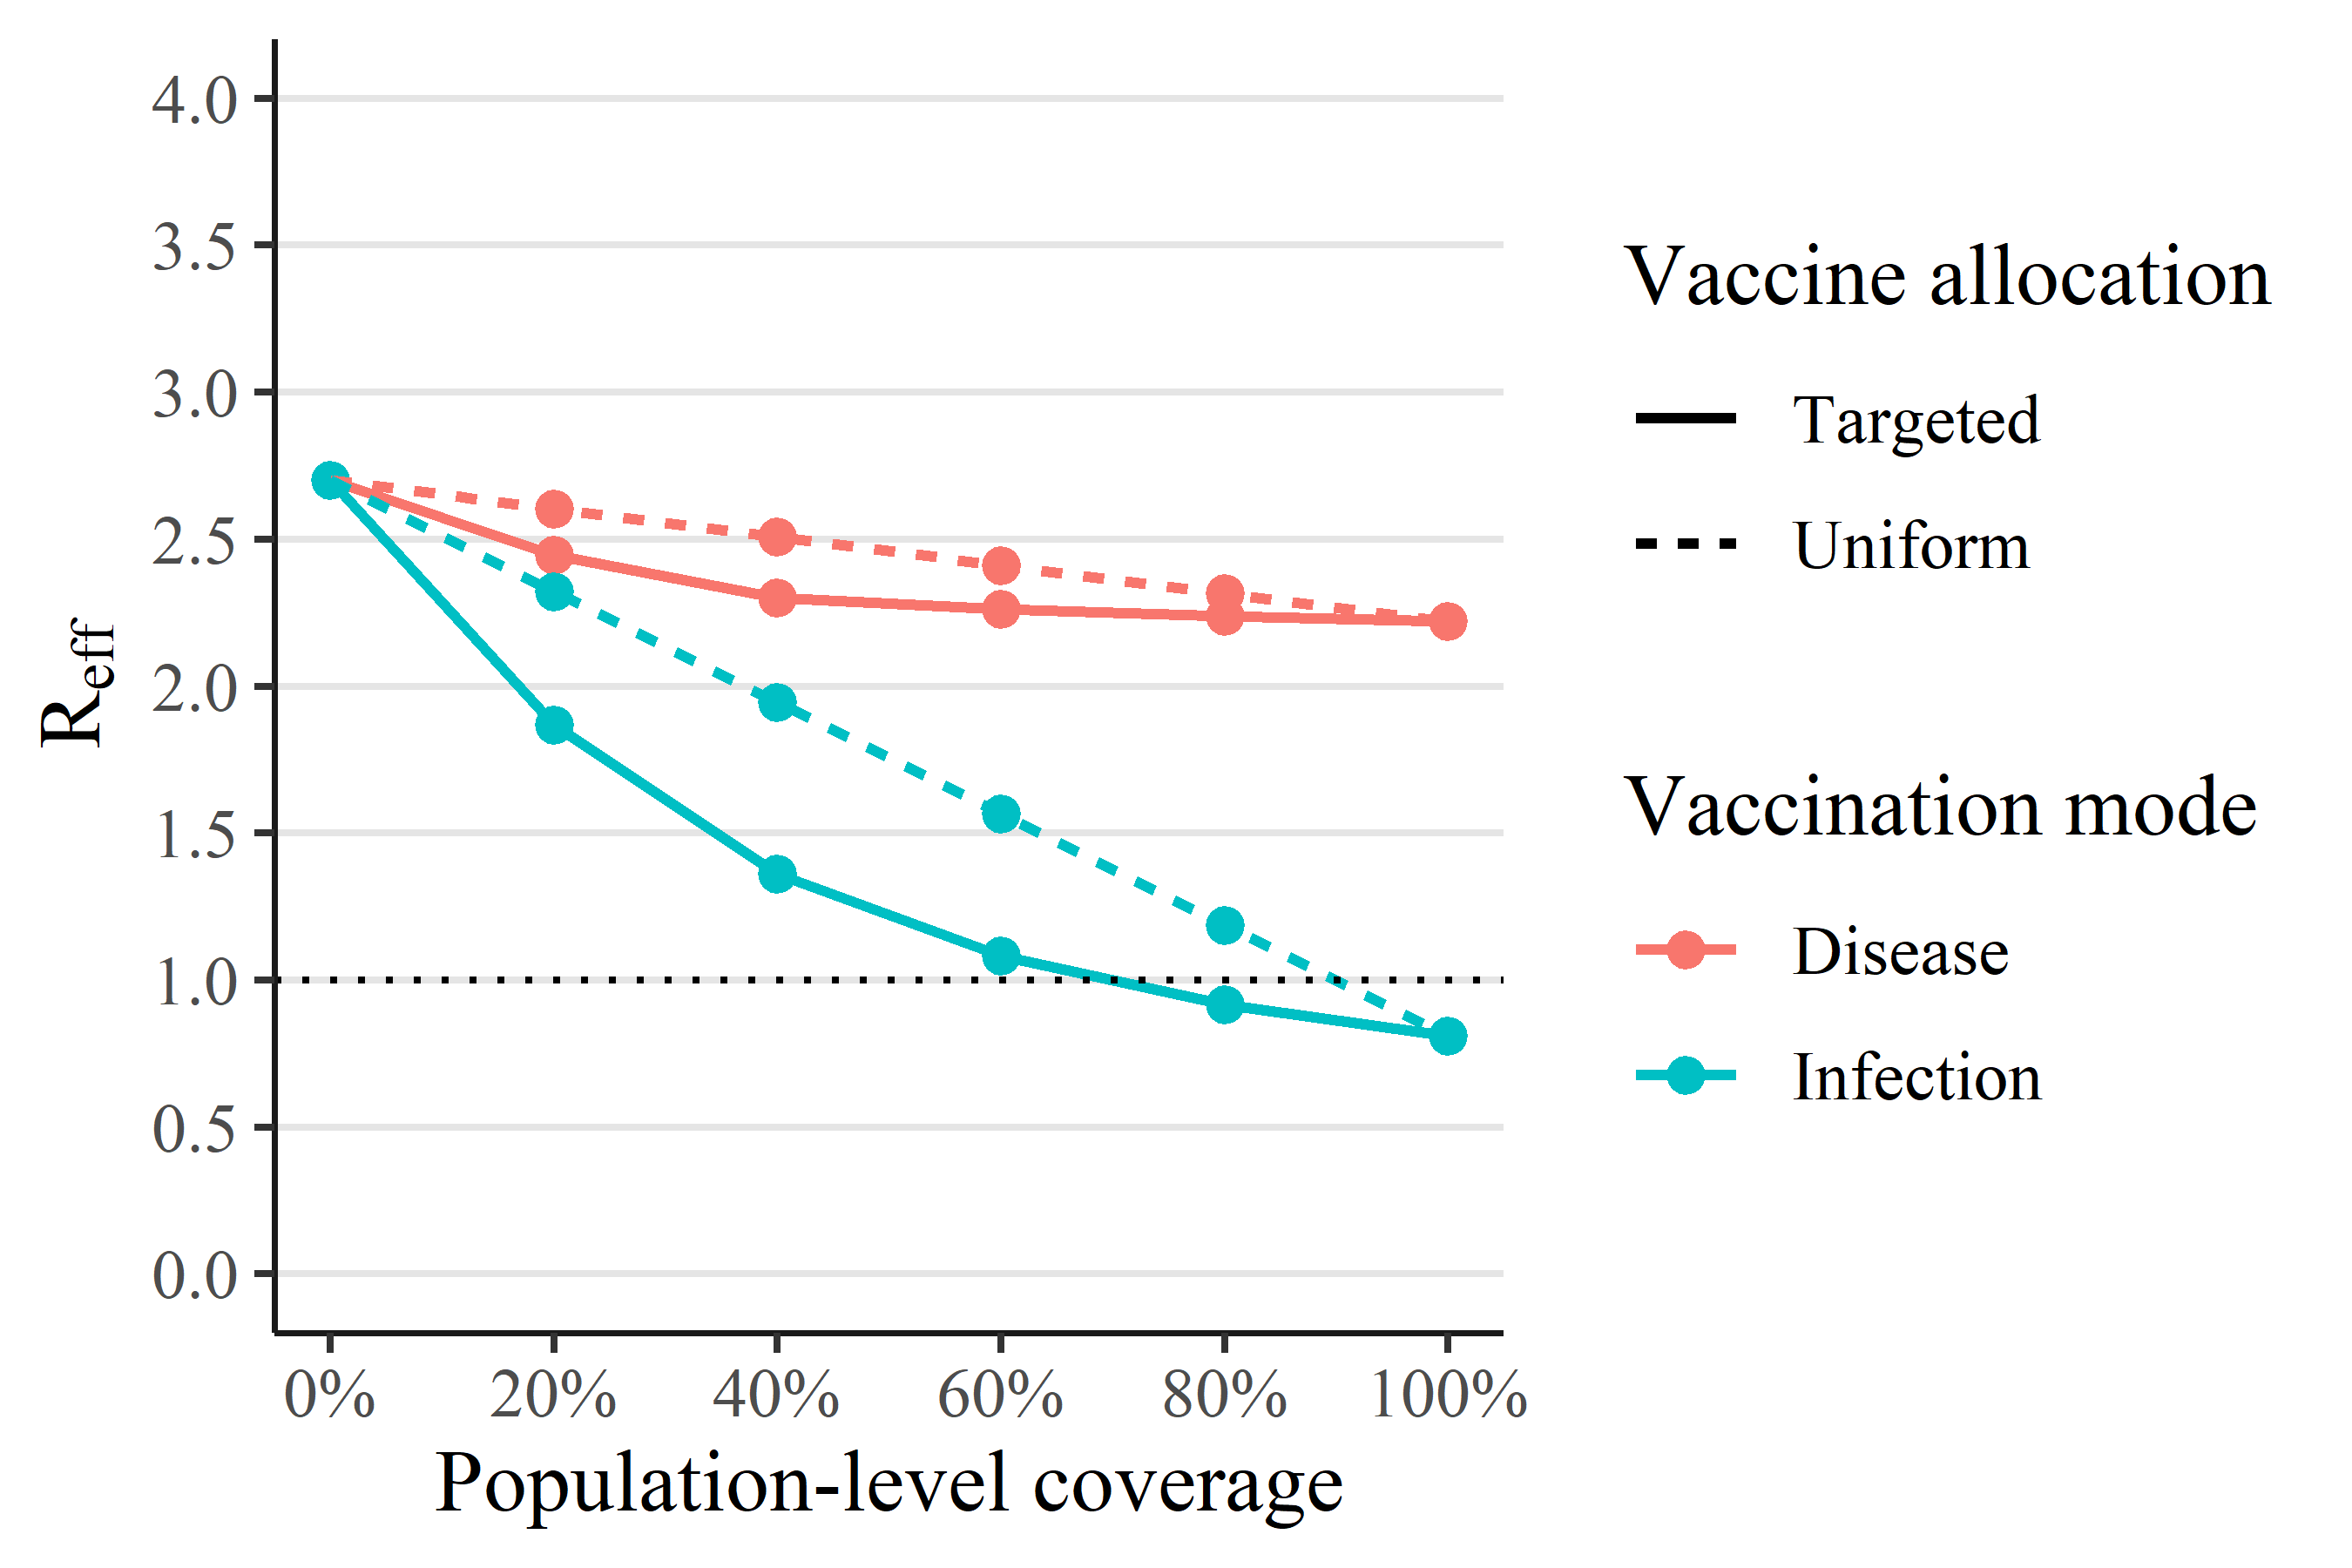 4.0
3.5
3.0
2.5
2.0
1.5
1.0
0.5
0.0
Reff
0% 20% 40% 60% 80% 100%
Population-level coverage
Vaccine allocation
Targeted
Uniform
Vaccination mode
Disease
Infection